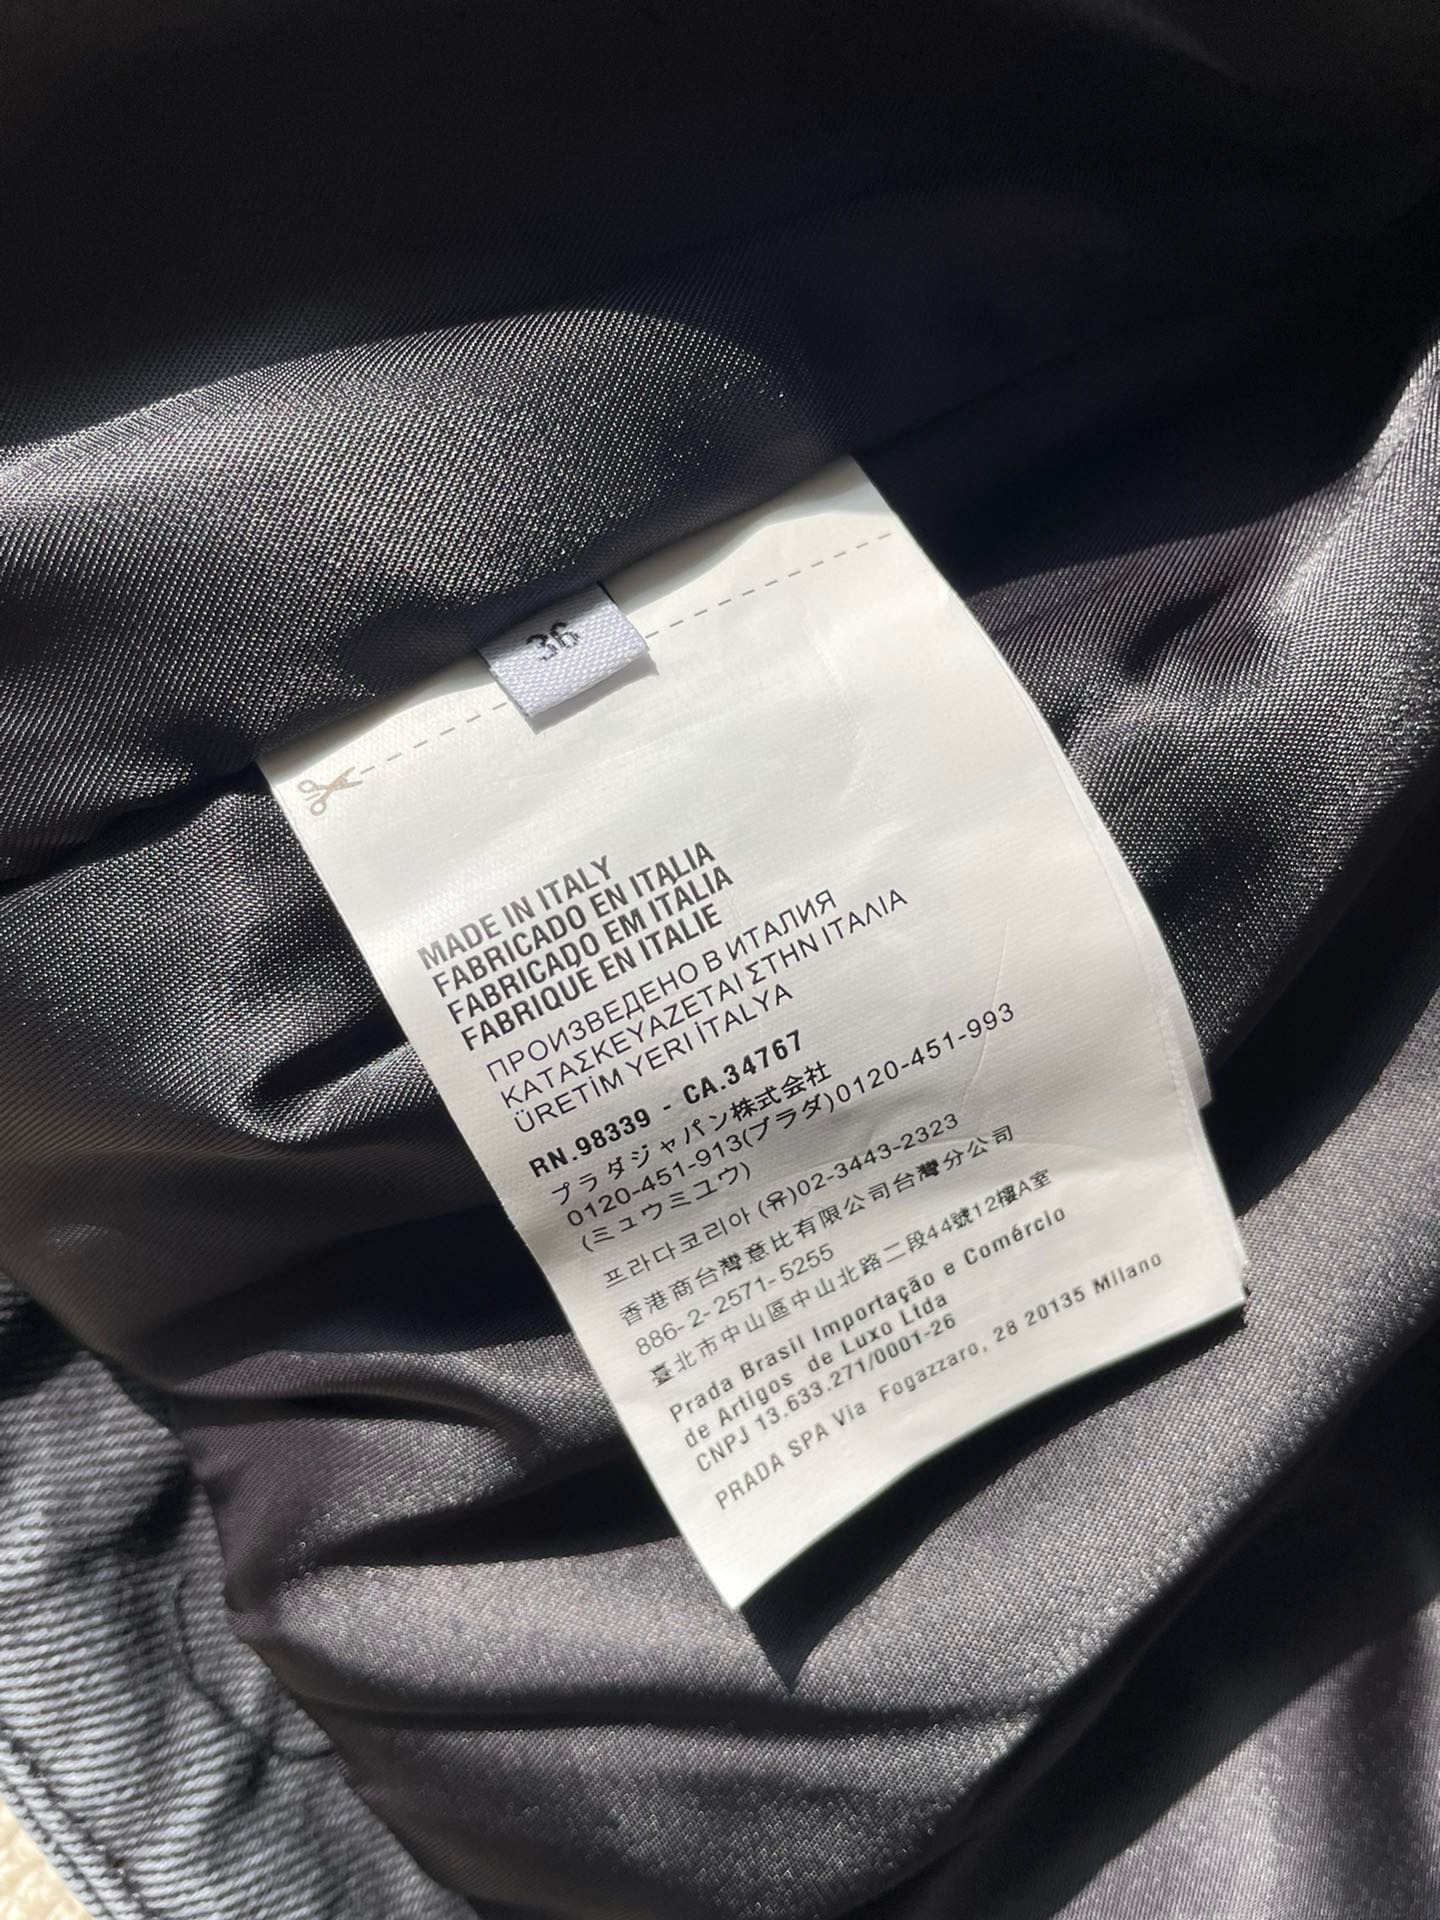 36
MADE IN ITALY
FABRICADO EN ITALIA
FABRICADO EM ITALIA
FABRIQUÉ EN ITALIE
ПРОИЗВЕДЕНО В ИТАЛИЯ
ΚΑΤΑΣΚΕΥΑΖΕΤΑΙ ΣΤΗΝ ΙΤΑΛΙΑ
ÜRETİM YERI İTALYA
RN.98339 - CA.34767
プラダジャパン株式会社
0120-451-913(プラダ)0120-451-993
(ミュウミュウ)
프라다코리아 (유)02-3443-2323
香港商台灣意比有限公司台灣分公司
886-2-2571-5255
臺北市中山區中山北路二段44號12樓A室
Prada Brasil Importação e Comércio
de Artigos de Luxo Ltda
CNPJ 13.633.271/0001-26
PRADA SPA Via Fogazzaro, 28 20135 Milano